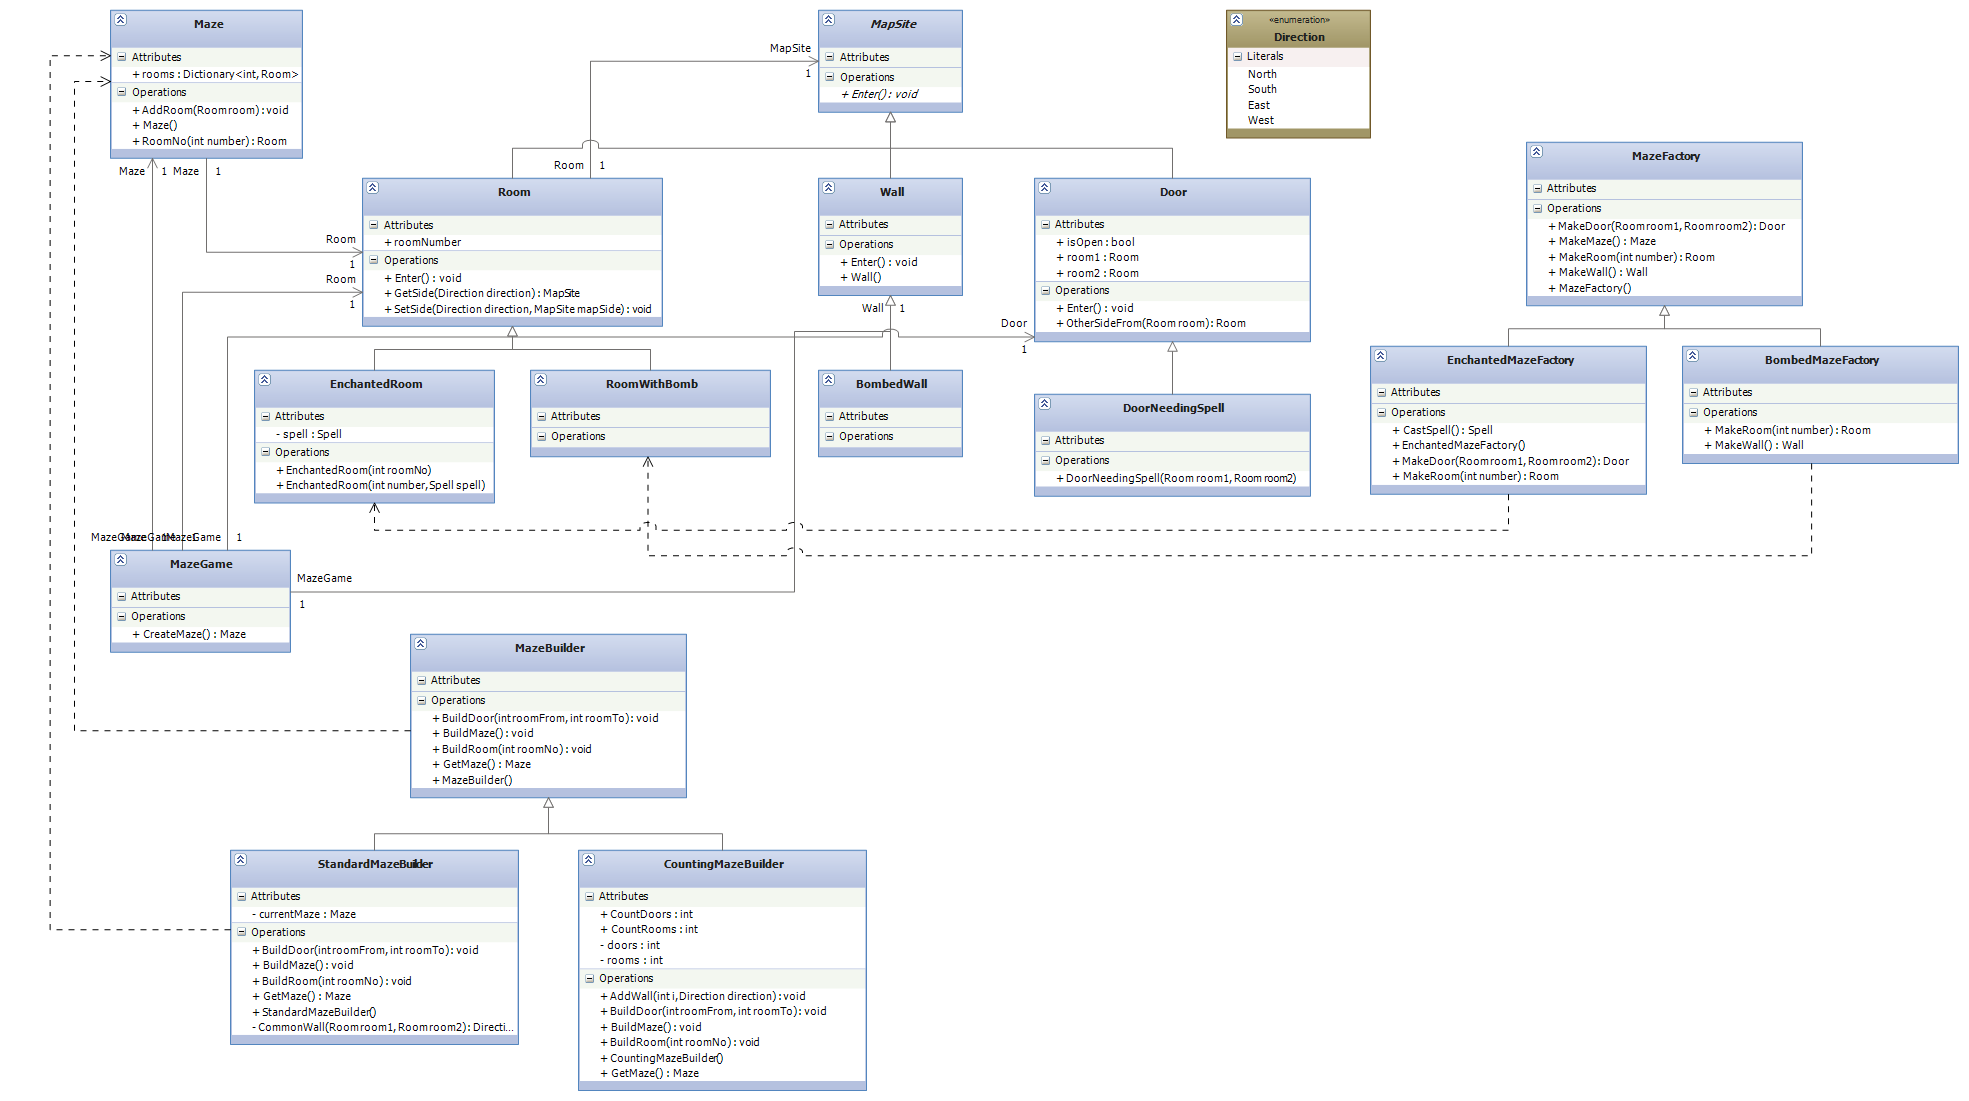 Maze
Attributes
+ rooms : Dictionary<int, Room>
Operations
+ AddRoom(Room room) : void
+ Maze()
+ RoomNo(int number) : Room
MapSite
Attributes
Operations
+ Enter() : void
«enumeration»
Direction
Literals
North
South
East
West
MapSite
1
Room 1
Maze 1 Maze 1
Room
1
Room
1
Room
Attributes
+ roomNumber
Operations
+ Enter() : void
+ GetSide(Direction direction) : MapSite
+ SetSide(Direction direction, MapSite mapSide) : void
Wall
Attributes
Operations
+ Enter() : void
+ Wall()
Wall 1
Door
Attributes
+ isOpen : bool
+ room1 : Room
+ room2 : Room
Operations
+ Enter() : void
+ OtherSideFrom(Room room) : Room
Door
1
MazeFactory
Attributes
Operations
+ MakeDoor(Room room1, Room room2) : Door
+ MakeMaze() : Maze
+ MakeRoom(int number) : Room
+ MakeWall() : Wall
+ MazeFactory()
EnchantedRoom
Attributes
- spell : Spell
Operations
+ EnchantedRoom(int roomNo)
+ EnchantedRoom(int number, Spell spell)
RoomWithBomb
Attributes
Operations
BombedWall
Attributes
Operations
DoorNeedingSpell
Attributes
Operations
+ DoorNeedingSpell(Room room1, Room room2)
EnchantedMazeFactory
Attributes
Operations
+ CastSpell() : Spell
+ EnchantedMazeFactory()
+ MakeDoor(Room room1, Room room2) : Door
+ MakeRoom(int number) : Room
BombedMazeFactory
Attributes
Operations
+ MakeRoom(int number) : Room
+ MakeWall() : Wall
MazeGame MazeGame 1 MazeGame 1
MazeGame
Attributes
Operations
+ CreateMaze() : Maze
MazeGame
1
MazeBuilder
Attributes
Operations
+ BuildDoor(int roomFrom, int roomTo) : void
+ BuildMaze() : void
+ BuildRoom(int roomNo) : void
+ GetMaze() : Maze
+ MazeBuilder()
StandardMazeBuilder
Attributes
- currentMaze : Maze
Operations
+ BuildDoor(int roomFrom, int roomTo) : void
+ BuildMaze() : void
+ BuildRoom(int roomNo) : void
+ GetMaze() : Maze
+ StandardMazeBuilder()
- CommonWall(Room room1, Room room2) : Directi...
CountingMazeBuilder
Attributes
+ CountDoors : int
+ CountRooms : int
- doors : int
- rooms : int
Operations
+ AddWall(int i, Direction direction) : void
+ BuildDoor(int roomFrom, int roomTo) : void
+ BuildMaze() : void
+ BuildRoom(int roomNo) : void
+ CountingMazeBuilder()
+ GetMaze() : Maze